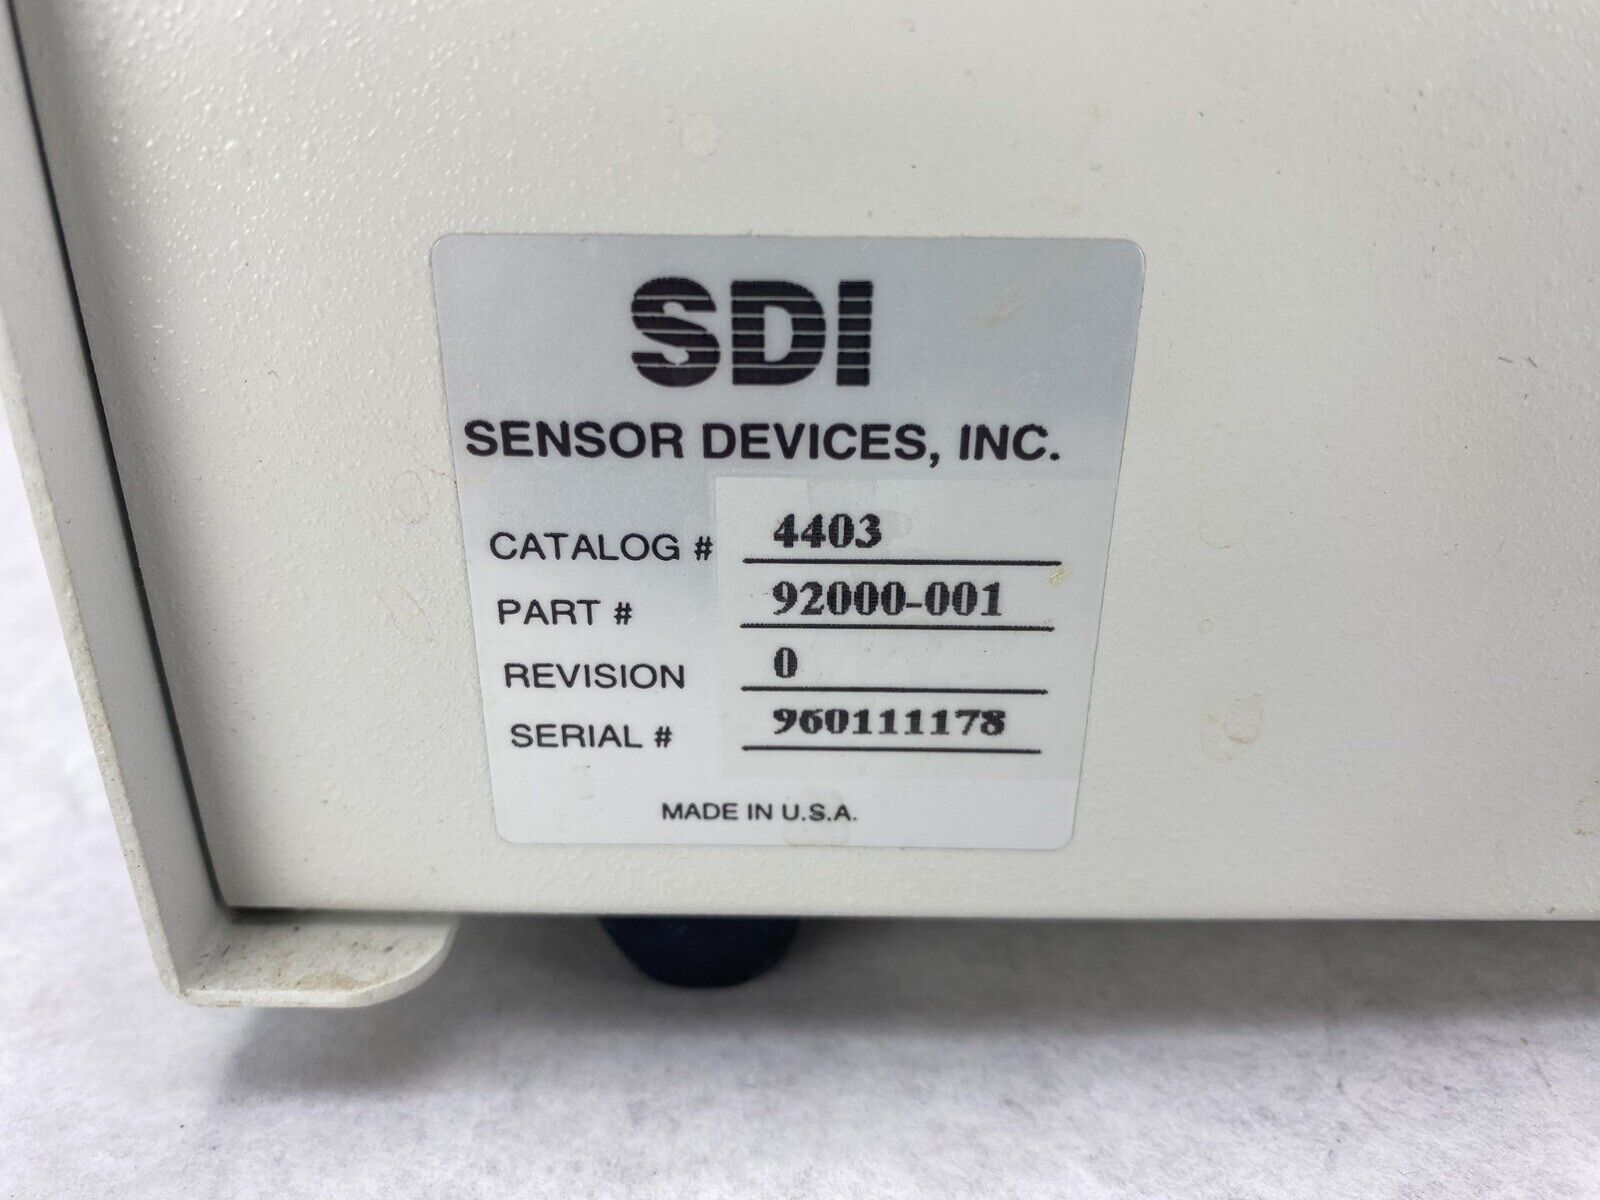 SDI
SENSOR DEVICES, INC.
CATALOG # 4403
PART # 92000-001
REVISION 0
SERIAL # 960111178
MADE IN U.S.A.